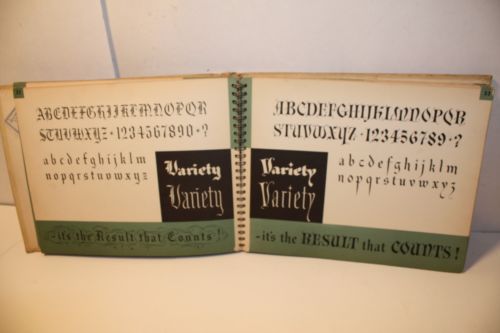 ABCDEFGHIJKLMNOPQR
STUVWXYZ · 1234567890 · ?
abcdefghijklm
nopqrstuvwxyz
Variety
Variety
-it's the Result that Counts!
ABCDEFGHIJKLMNOPQR
STUVWXYZ · 123456789 · ?
abcdefghijklm
nopqrstuvwxyz
Variety
Variety
-it's the RESULT that COUNTS!